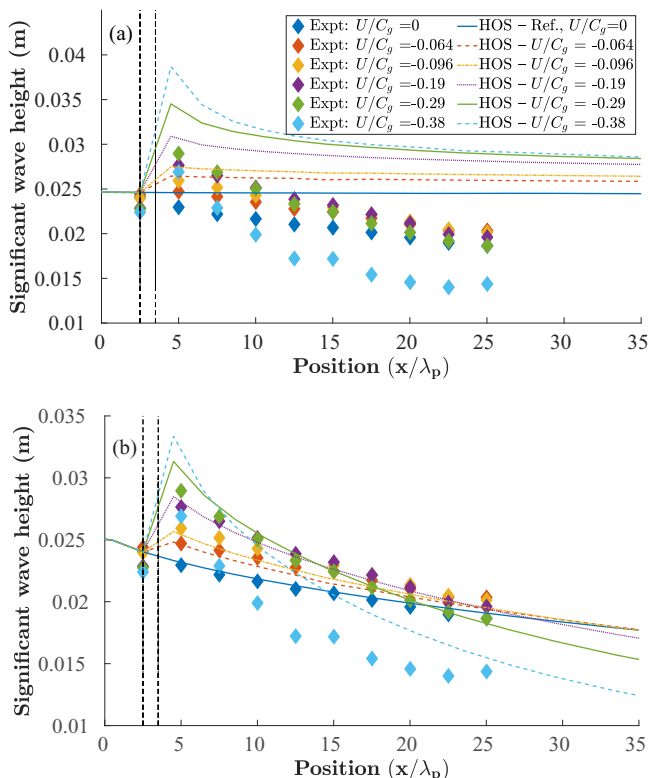 (a)
Expt: U/C_g =0
Expt: U/C_g =-0.064
Expt: U/C_g =-0.096
Expt: U/C_g =-0.19
Expt: U/C_g =-0.29
Expt: U/C_g =-0.38
HOS – Ref., U/C_g=0
HOS – U/C_g = -0.064
HOS – U/C_g = -0.096
HOS – U/C_g = -0.19
HOS – U/C_g = -0.29
HOS – U/C_g = -0.38
Significant wave height (m)
0.045
0.04
0.035
0.03
0.025
0.02
0.015
0.01
0 5 10 15 20 25 30 35
Position (x/λ_p)
(b)
Significant wave height (m)
0.035
0.03
0.025
0.02
0.015
0.01
0 5 10 15 20 25 30 35
Position (x/λ_p)